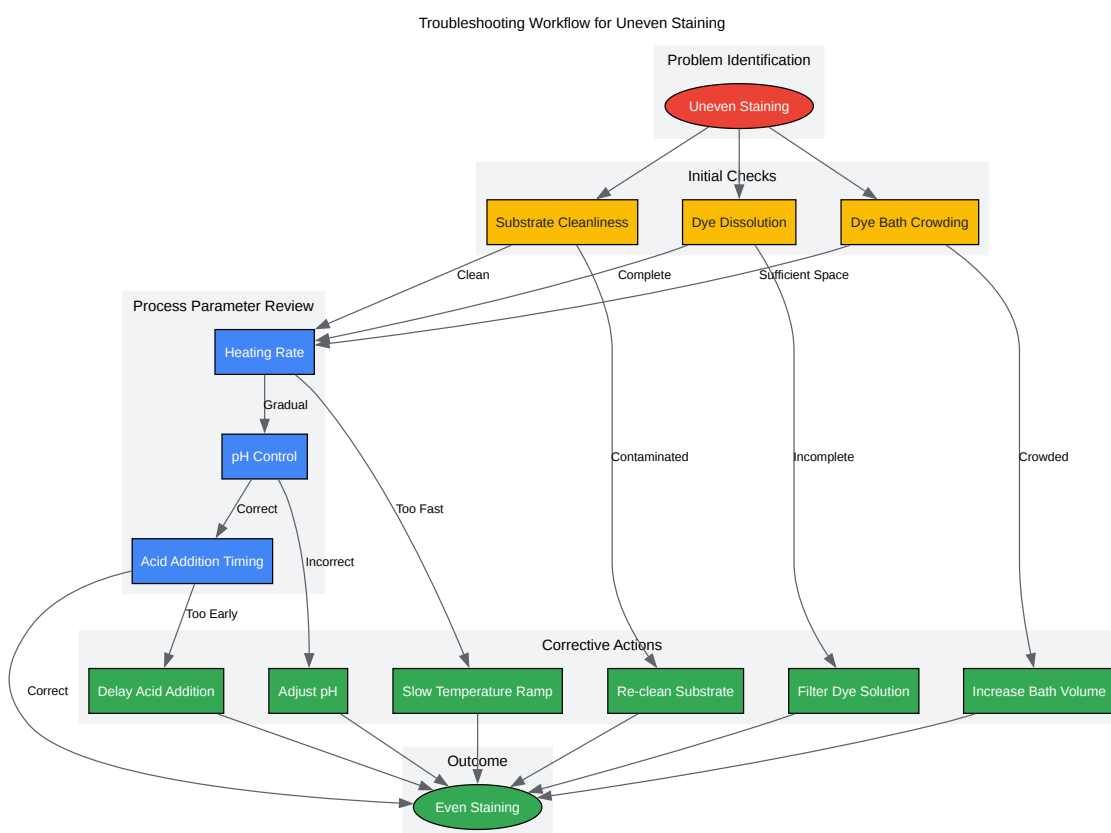 Troubleshooting Workflow for Uneven Staining
Problem Identification
Uneven Staining
Initial Checks
Substrate Cleanliness
Dye Dissolution
Dye Bath Crowding
Clean
Complete
Sufficient Space
Process Parameter Review
Heating Rate
Gradual
pH Control
Contaminated
Incomplete
Crowded
Correct
Too Fast
Acid Addition Timing
Incorrect
Too Early
Corrective Actions
Correct
Delay Acid Addition
Adjust pH
Slow Temperature Ramp
Re-clean Substrate
Filter Dye Solution
Increase Bath Volume
Outcome
Even Staining